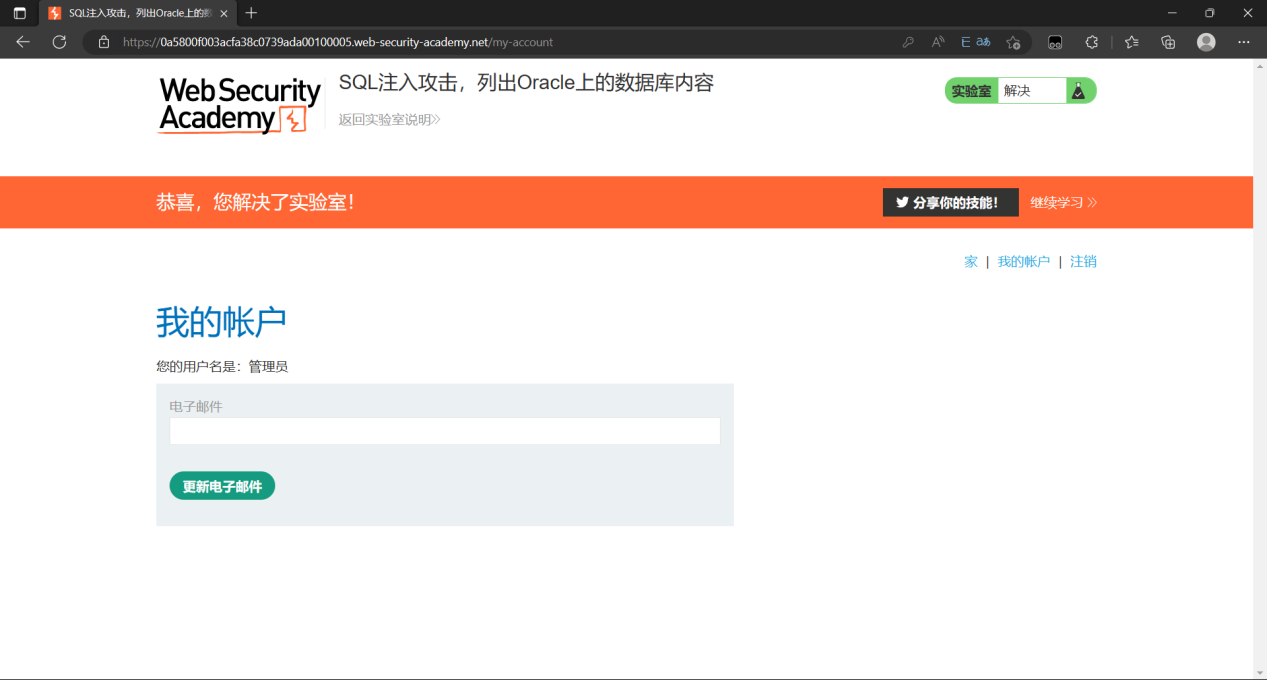 SQL注入攻击，列出Oracle上的
https://0a5800f003acfa38c0739ada00100005.web-security-academy.net/my-account
Web Security
Academy
SQL注入攻击，列出Oracle上的数据库内容
返回实验室说明
实验室 解决
恭喜，您解决了实验室！
分享你的技能！ 继续学习
家 | 我的帐户 | 注销
我的帐户
您的用户名是：管理员
电子邮件
更新电子邮件